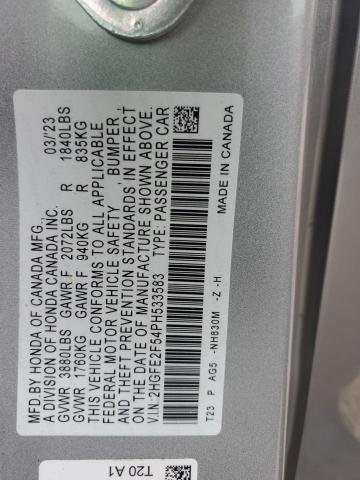 MFD.BY HONDA OF CANADA MFG.,
A DIVISION OF HONDA CANADA INC. 03/'23
GVWR 3880LBS GAWR F 2072LBS R 1840LBS
GVWR 1760KG GAWR F 940KG R 835KG
THIS VEHICLE CONFORMS TO ALL APPLICABLE
FEDERAL MOTOR VEHICLE SAFETY BUMPER
AND THEFT PREVENTION STANDARDS IN EFFECT
ON THE DATE OF MANUFACTURE SHOWN ABOVE.
V.I.N: 2HGFE2F54PH533583 TYPE: PASSENGER CAR
T23 P AG5 -NH830M -Z -H MADE IN CANADA
T20 A1